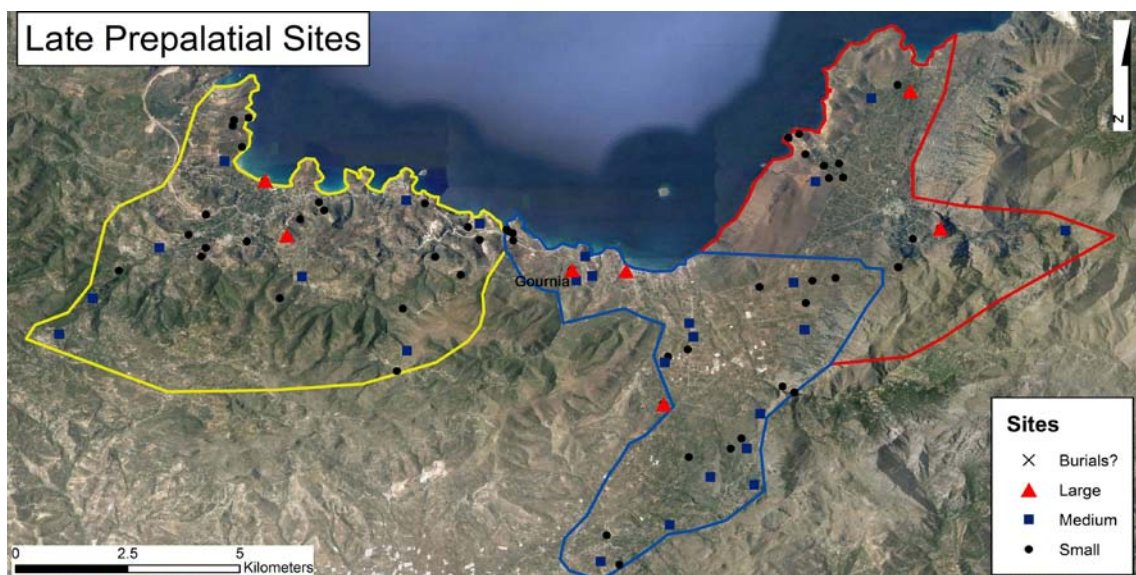 Late Prepalatial Sites
N
Gournia
Sites
Burials?
Large
Medium
Small
0 2.5 5
Kilometers